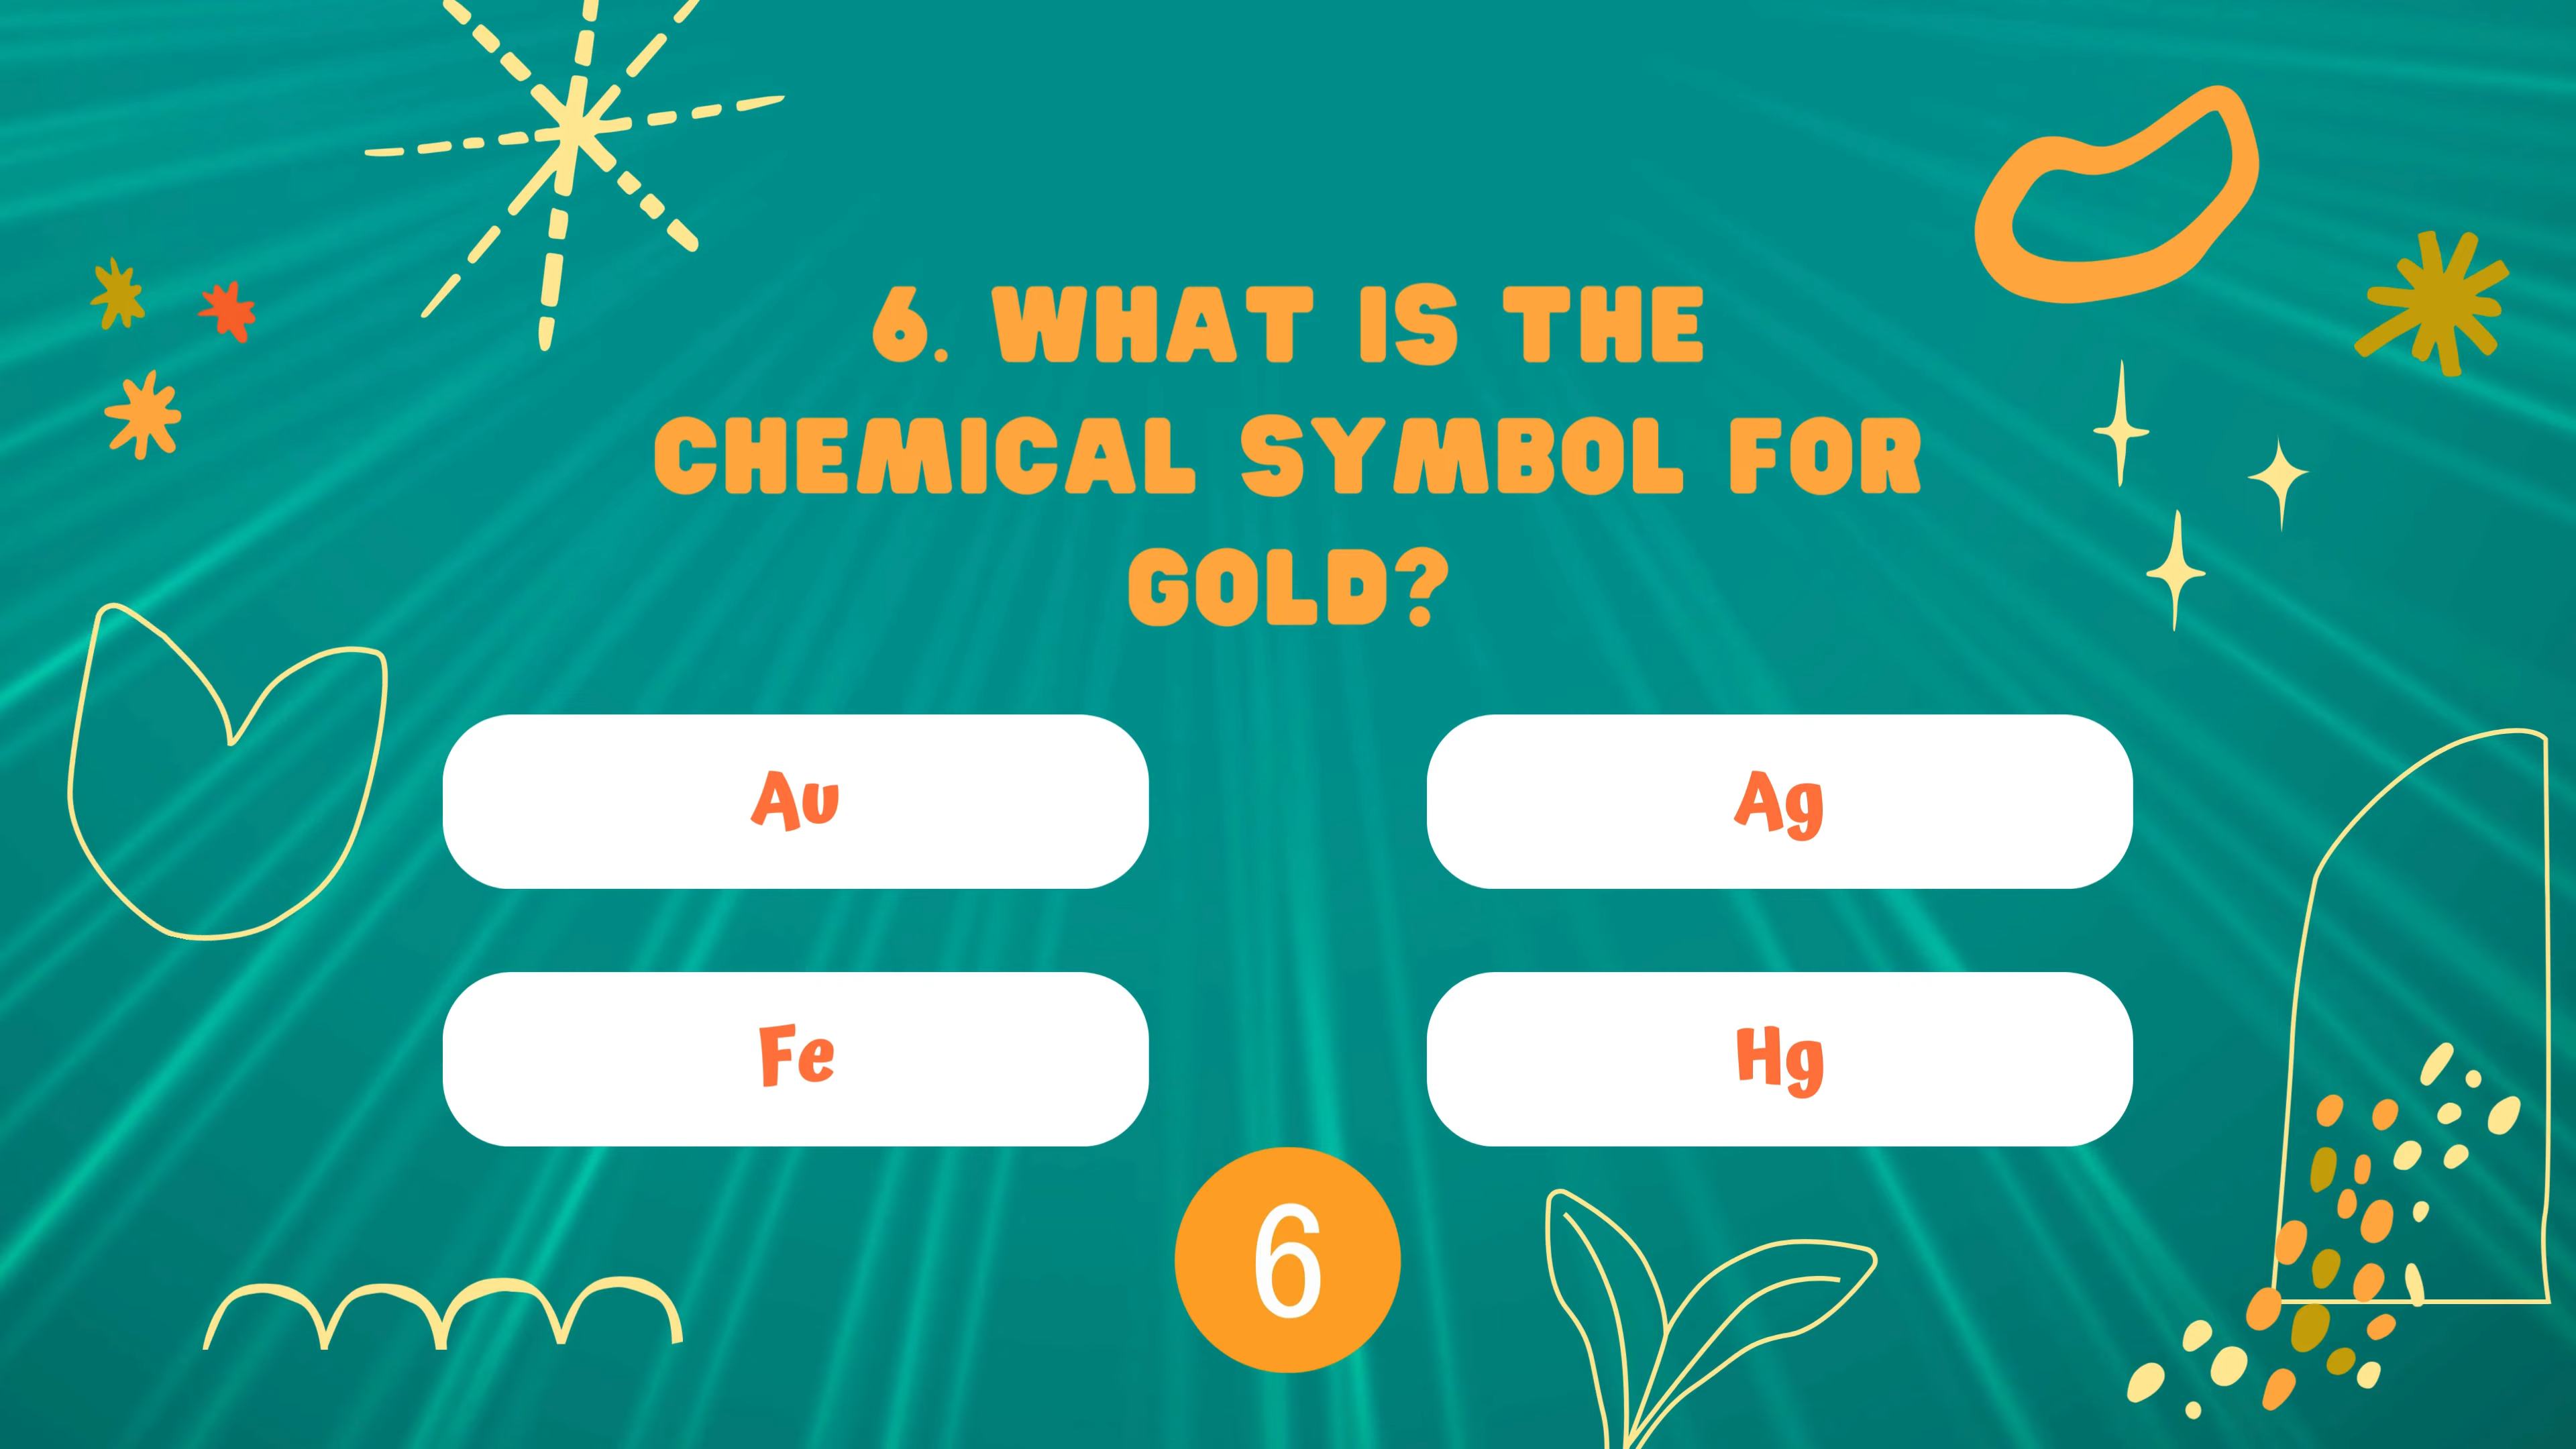 6. WHAT IS THE
CHEMICAL SYMBOL FOR
GOLD?
Au
Ag
Fe
Hg
6